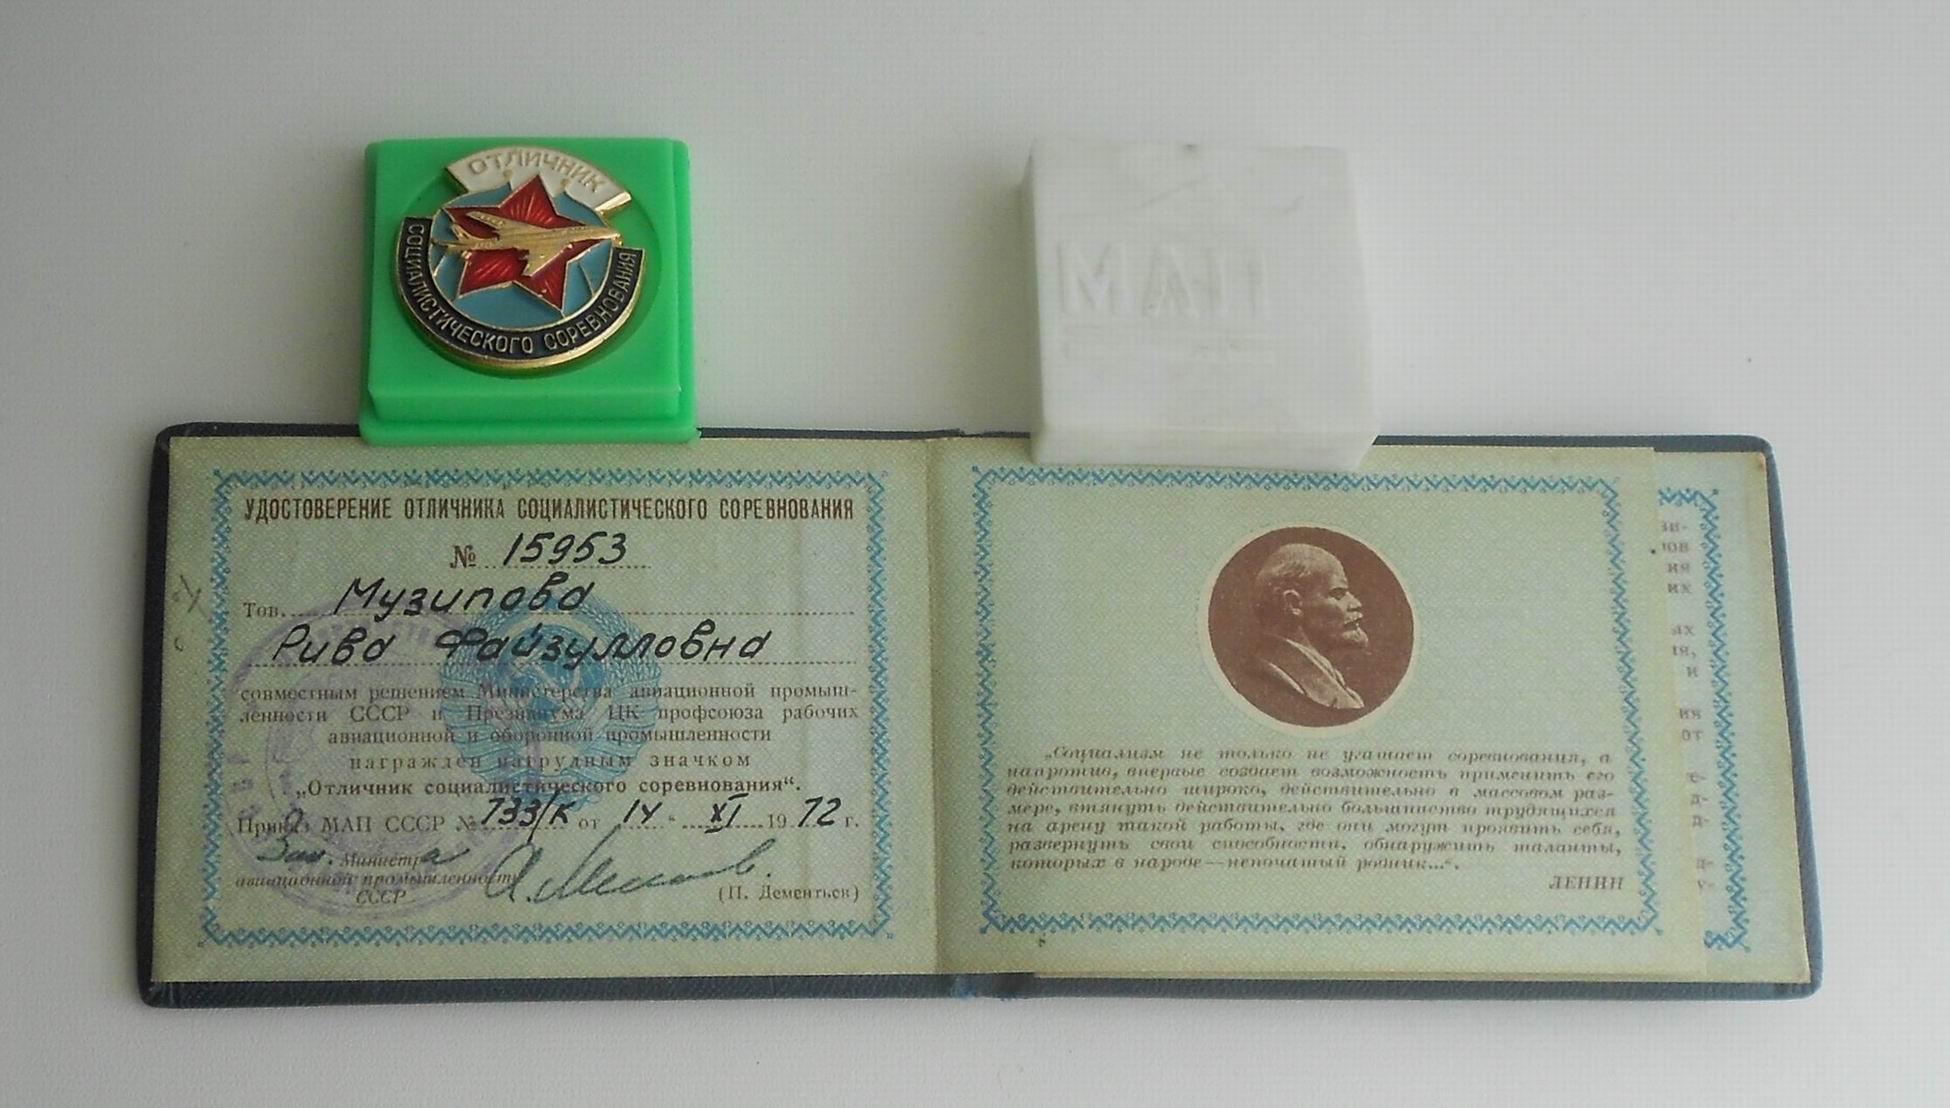 ОТЛИЧНИК
СОЦИАЛИСТИЧЕСКОГО СОРЕВНОВАНИЯ
УДОСТОВЕРЕНИЕ ОТЛИЧНИКА СОЦИАЛИСТИЧЕСКОГО СОРЕВНОВАНИЯ
№ 15953
Тов. Музипова
Рива Файзулловна
совместным решением Министерства авиационной промыш-
ленности СССР и Президиума ЦК профсоюза рабочих
авиационной и оборонной промышленности
награжден нагрудным значком
„Отличник социалистического соревнования“.
Приказ МАП СССР № 733/К от 14 " XI 1972 г.
Зам. Министра
авиационной промышленности
СССР
(П. Дементьев)
„Социализм не только не угашает соревнования, а
напротив, впервые создает возможность применить его
действительно широко, действительно в массовом раз-
мере, втянуть действительно большинство трудящихся
на арену такой работы, где они могут проявить себя,
развернуть свои способности, обнаружить таланты,
которых в народе—непочатый родник...“.
ЛЕНИН